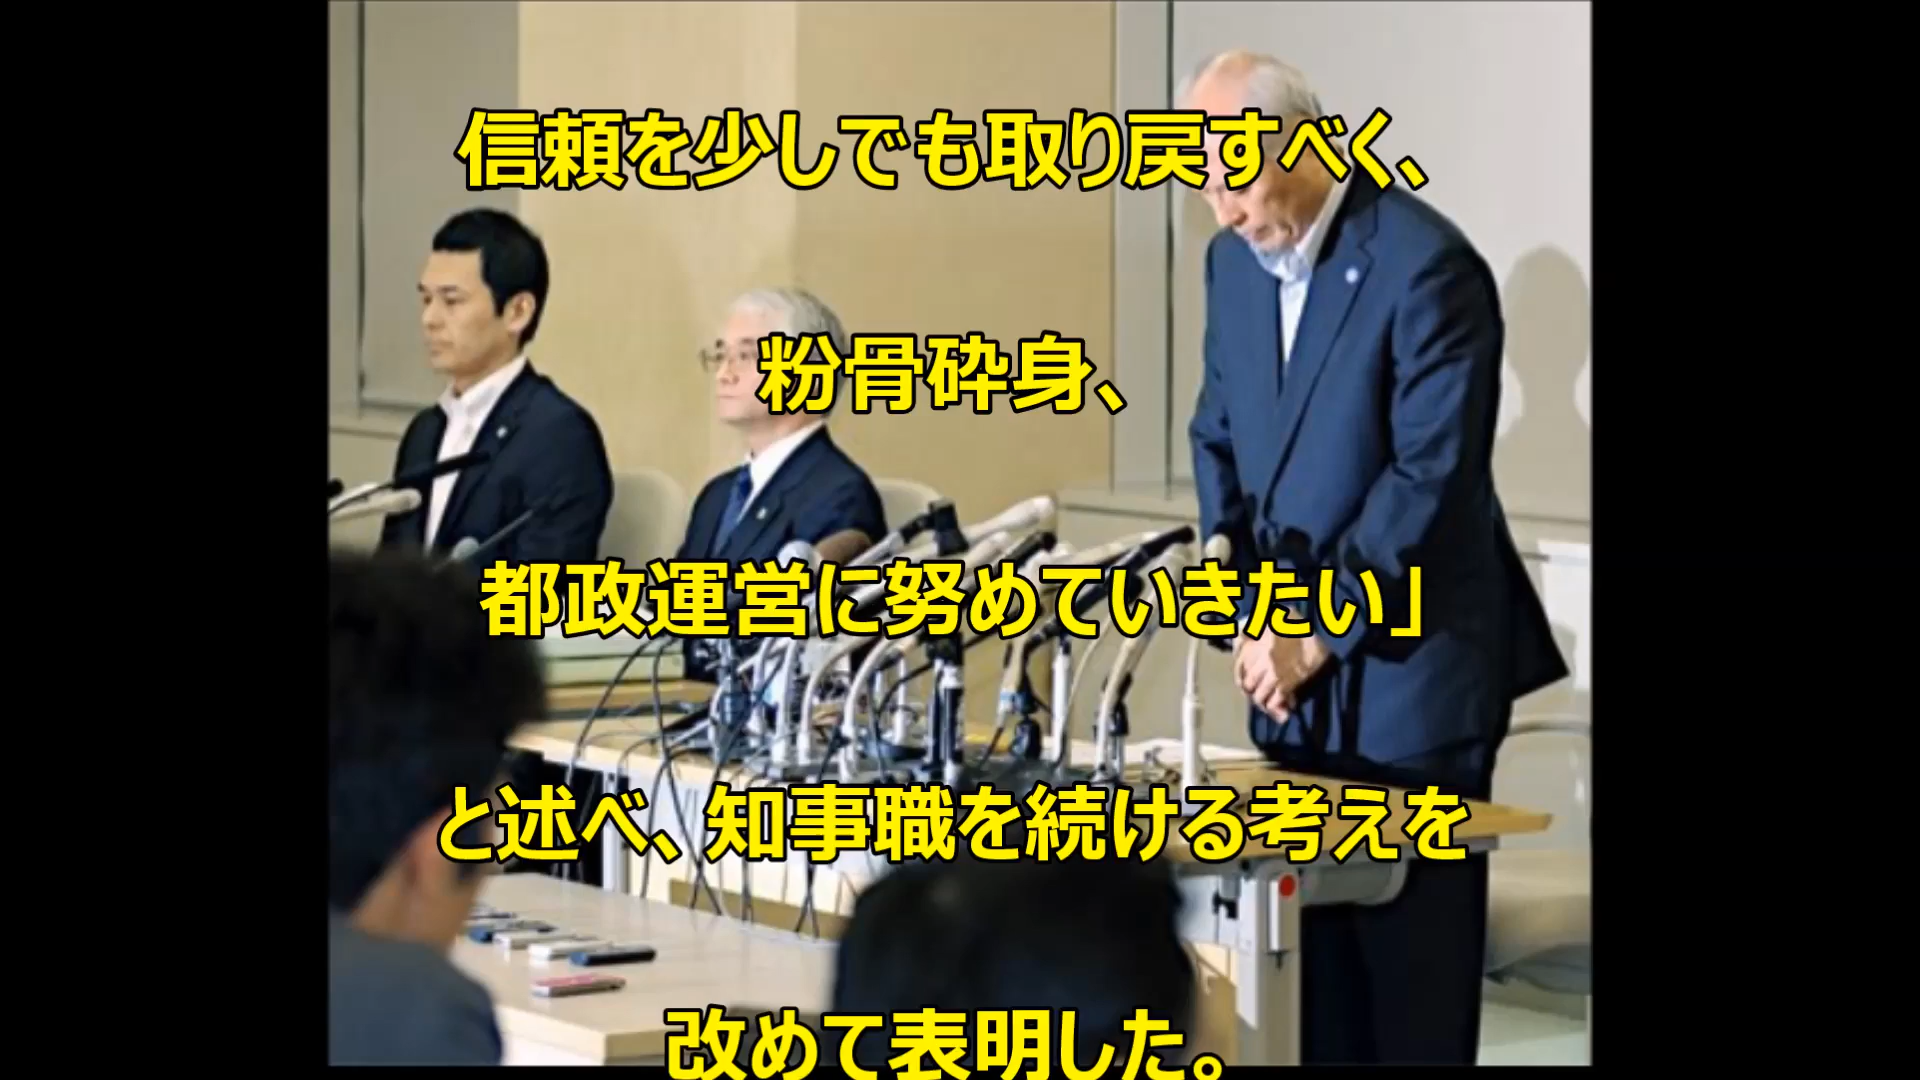 信頼を少しでも取り戻すべく、
粉骨砕身、
都政運営に努めていきたい」
と述べ、知事職を続ける考えを
改めて表明した。